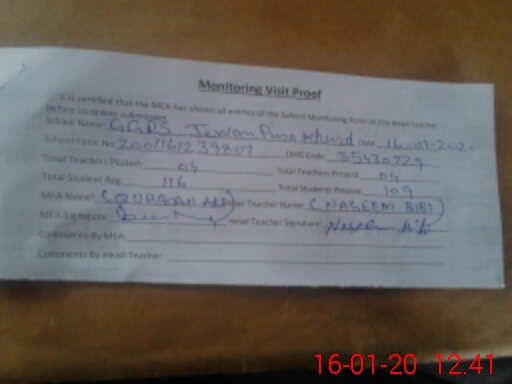 Monitoring Visit Proof
It is certified that the MEA has shown all entries of the School Monitoring form to the Head Teacher
before its online submission.
School Name: GGPS Jewan Pura Khurd Date 16-01-2020
School Form No: EMIS Code 35430729
Total Teachers Posted: 04 Total Teachers Present: 04
Total Student Reg: 116 Total Students Present: 109
MEA Name: (QURBAN ALI) Head Teacher Name: (NASEEM BIBI)
MEA Signature: Head Teacher Signature:
Comments By MEA:
Comments By Head Teacher:
16-01-20 12:41